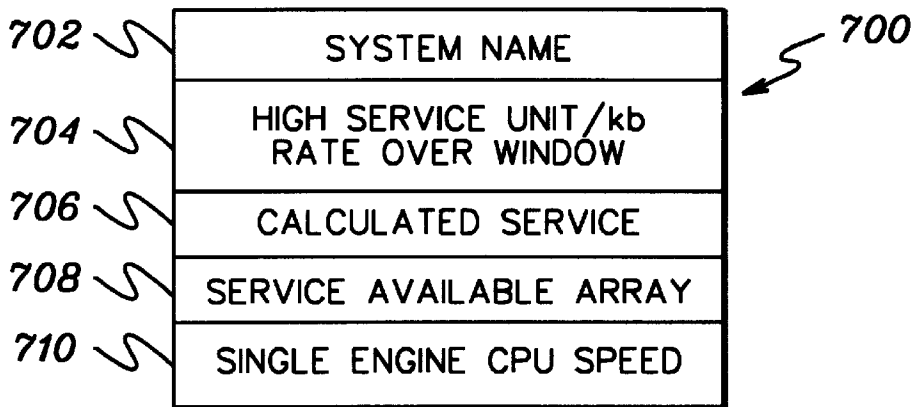 702 SYSTEM NAME 700
704 HIGH SERVICE UNIT/kb
RATE OVER WINDOW
706 CALCULATED SERVICE
708 SERVICE AVAILABLE ARRAY
710 SINGLE ENGINE CPU SPEED